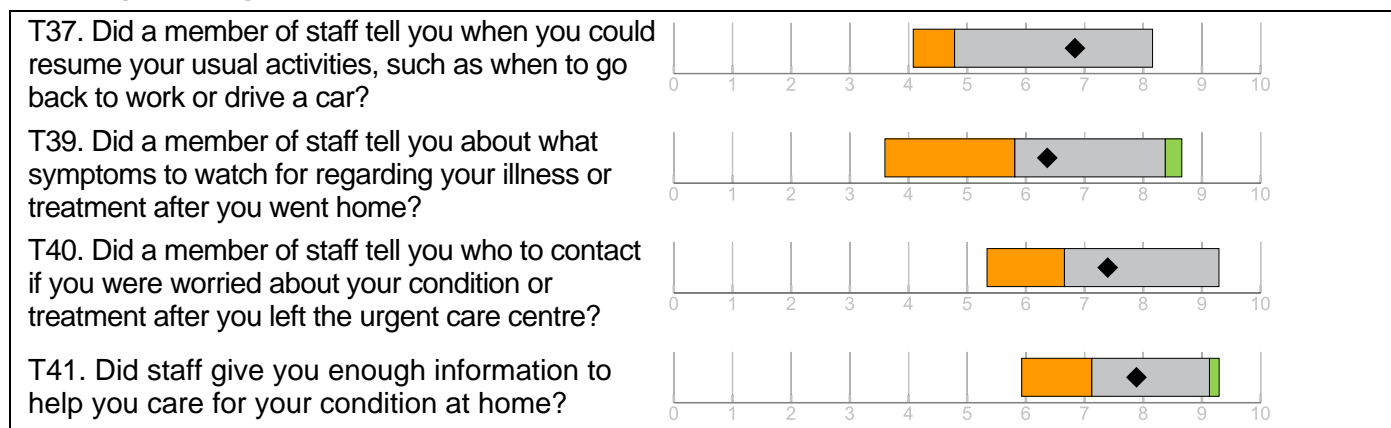 T37. Did a member of staff tell you when you could
resume your usual activities, such as when to go
back to work or drive a car?
0 1 2 3 4 5 6 7 8 9 10
T39. Did a member of staff tell you about what
symptoms to watch for regarding your illness or
treatment after you went home?
0 1 2 3 4 5 6 7 8 9 10
T40. Did a member of staff tell you who to contact
if you were worried about your condition or
treatment after you left the urgent care centre?
0 1 2 3 4 5 6 7 8 9 10
T41. Did staff give you enough information to
help you care for your condition at home?
0 1 2 3 4 5 6 7 8 9 10